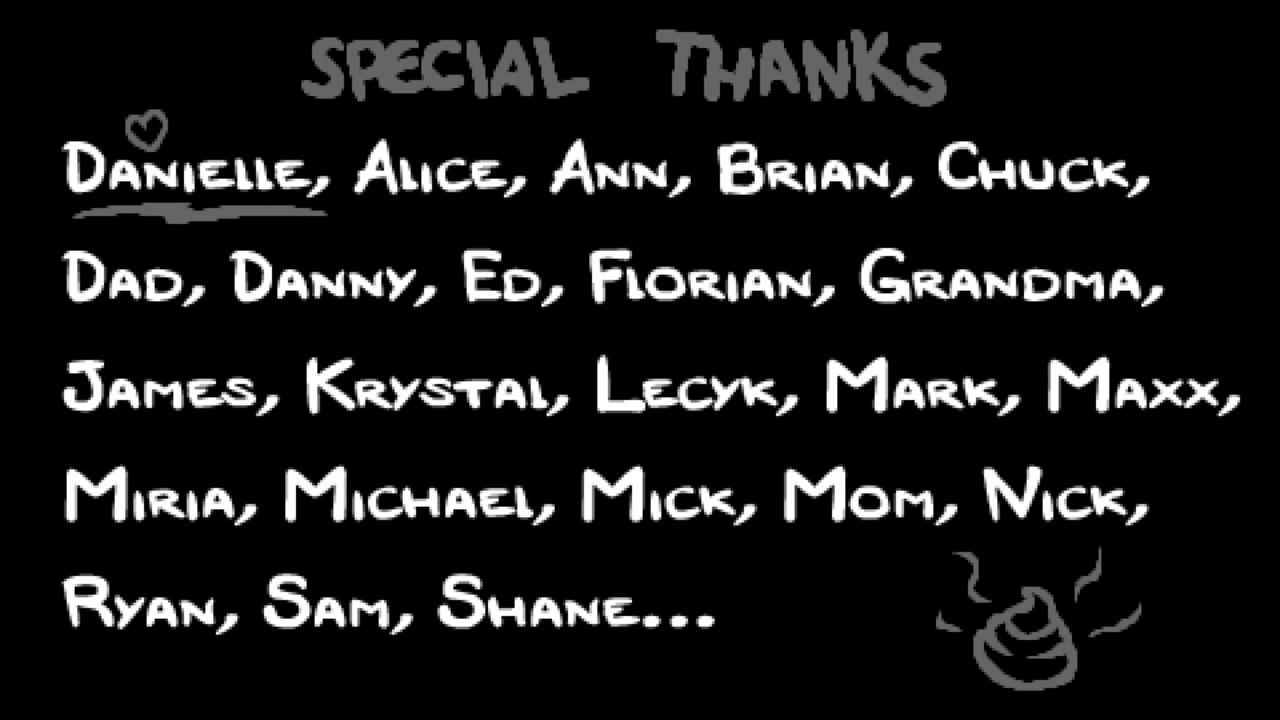 SPECIAL THANKS
DANIELLE, ALICE, ANN, BRIAN, CHUCK,
DAD, DANNY, ED, FLORIAN, GRANDMA,
JAMES, KRYSTAL, LECYK, MARK, MAXX,
MIRIA, MICHAEL, MICK, MOM, NICK,
RYAN, SAM, SHANE...